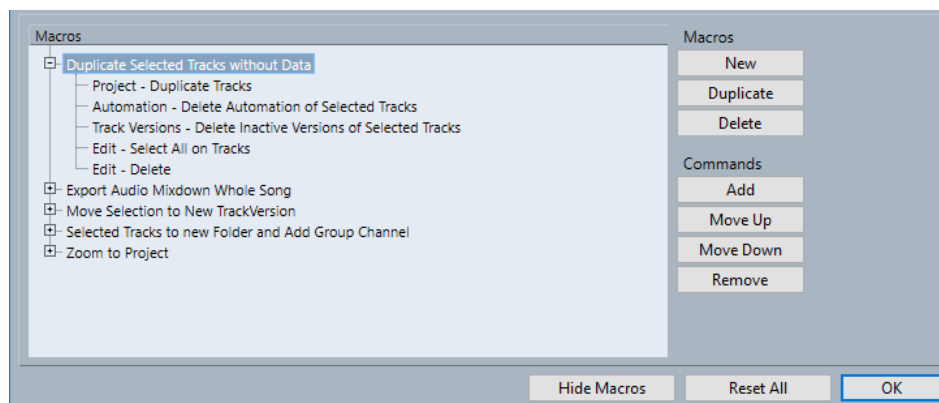 Macros
Duplicate Selected Tracks without Data
Project - Duplicate Tracks
Automation - Delete Automation of Selected Tracks
Track Versions - Delete Inactive Versions of Selected Tracks
Edit - Select All on Tracks
Edit - Delete
Export Audio Mixdown Whole Song
Move Selection to New TrackVersion
Selected Tracks to new Folder and Add Group Channel
Zoom to Project
Macros
New
Duplicate
Delete
Commands
Add
Move Up
Move Down
Remove
Hide Macros
Reset All
OK